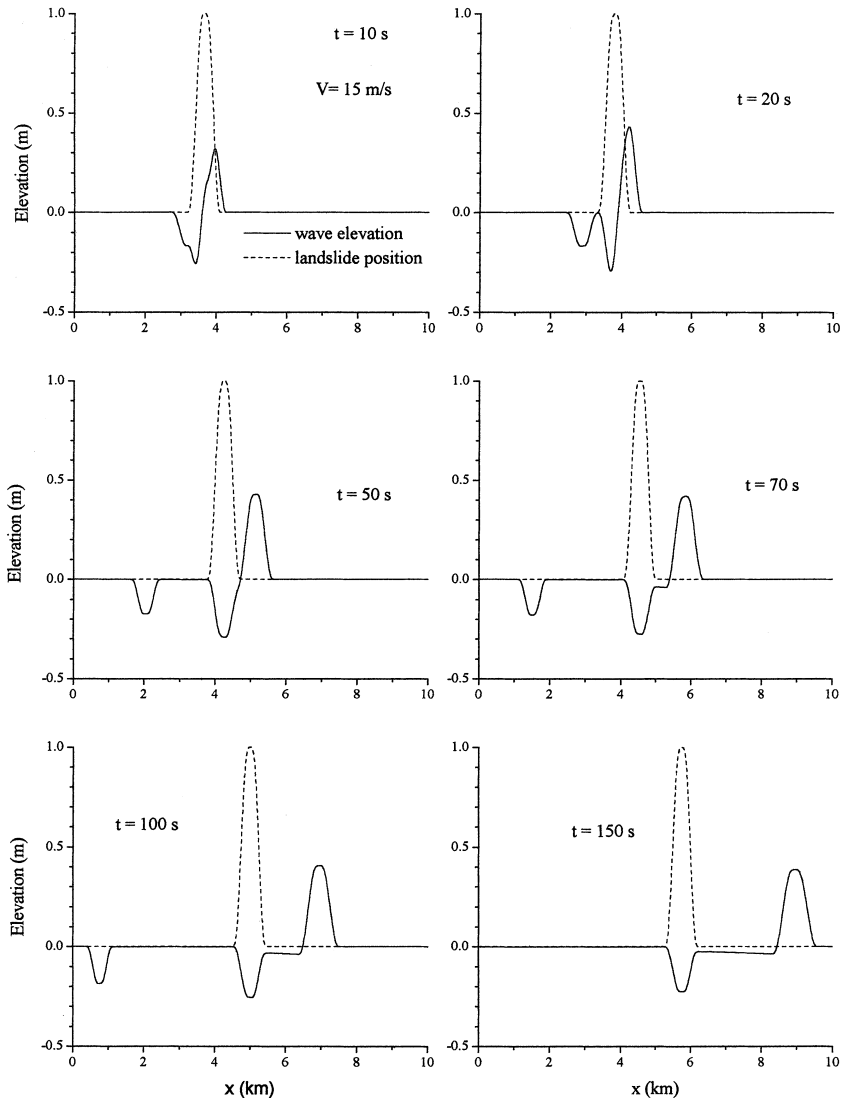 1.0
0.5
0.0
-0.5
Elevation (m)
t = 10 s
V= 15 m/s
wave elevation
landslide position
0 2 4 6 8 10
1.0
0.5
0.0
-0.5
t = 20 s
0 2 4 6 8 10
1.0
0.5
0.0
-0.5
Elevation (m)
t = 50 s
0 2 4 6 8 10
1.0
0.5
0.0
-0.5
t = 70 s
0 2 4 6 8 10
1.0
0.5
0.0
-0.5
Elevation (m)
t = 100 s
0 2 4 6 8 10
x (km)
1.0
0.5
0.0
-0.5
t = 150 s
0 2 4 6 8 10
x (km)